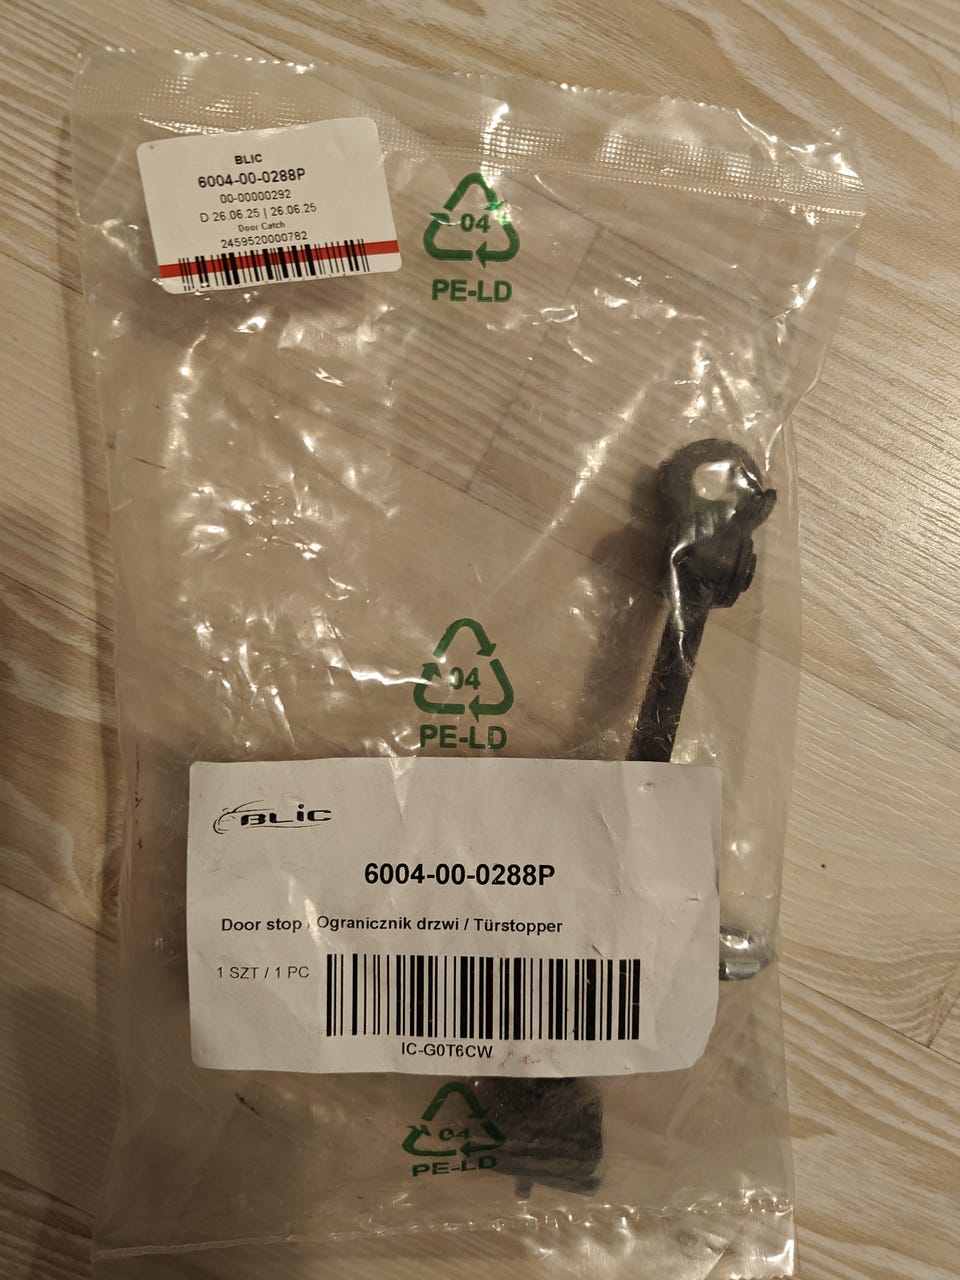 BLIC
6004-00-0288P
00-00000292
D 26.06.25 | 26.06.25
Door Catch
2459520000782
04
PE-LD
04
PE-LD
BLiC
6004-00-0288P
Door stop / Ogranicznik drzwi / Türstopper
1 SZT / 1 PC
IC-G0T6CW
04
PE-LD